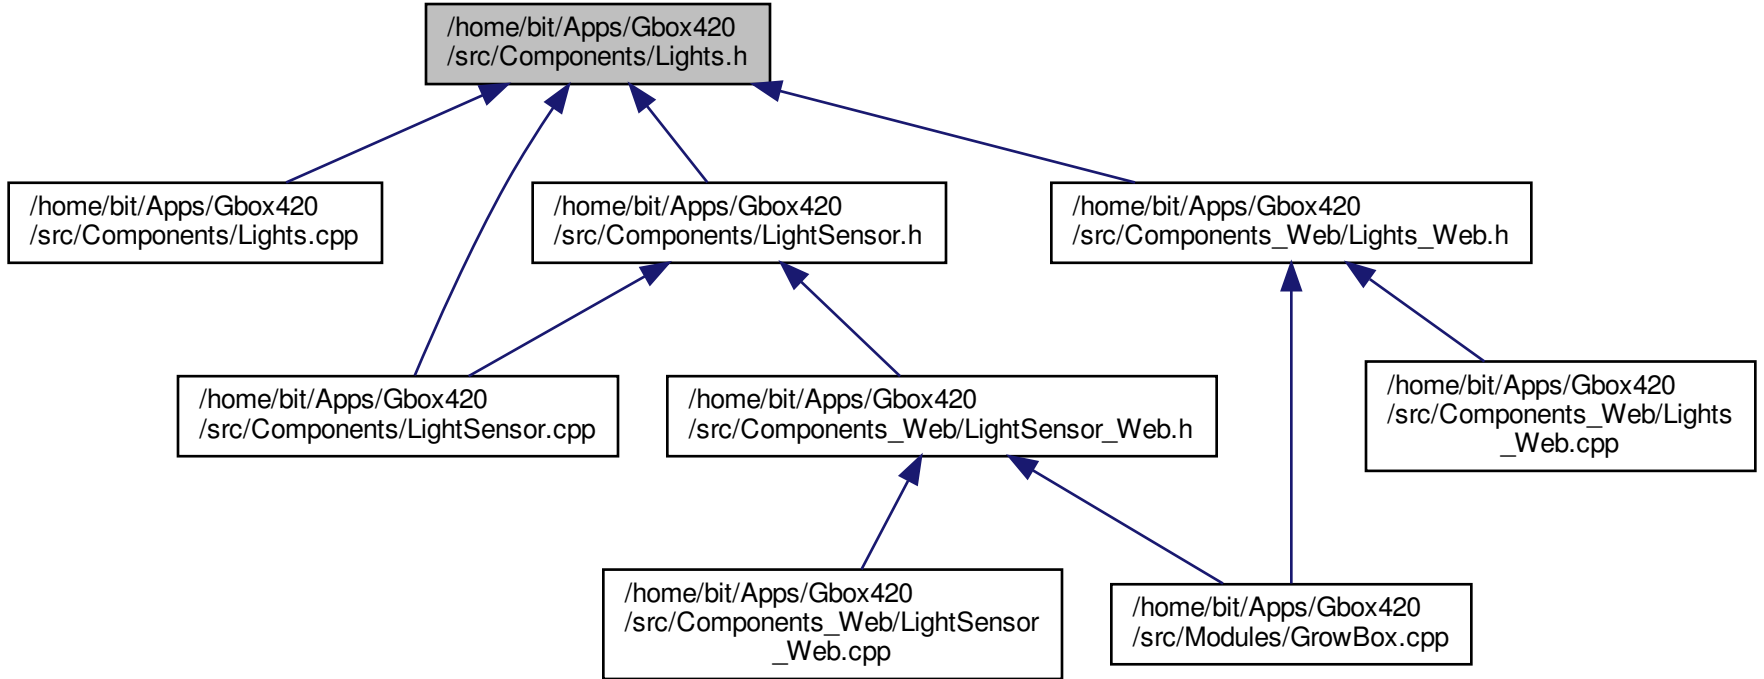 /home/bit/Apps/Gbox420
/src/Components/Lights.h
/home/bit/Apps/Gbox420
/src/Components/Lights.cpp
/home/bit/Apps/Gbox420
/src/Components/LightSensor.h
/home/bit/Apps/Gbox420
/src/Components_Web/Lights_Web.h
/home/bit/Apps/Gbox420
/src/Components/LightSensor.cpp
/home/bit/Apps/Gbox420
/src/Components_Web/LightSensor_Web.h
/home/bit/Apps/Gbox420
/src/Components_Web/Lights
_Web.cpp
/home/bit/Apps/Gbox420
/src/Components_Web/LightSensor
_Web.cpp
/home/bit/Apps/Gbox420
/src/Modules/GrowBox.cpp